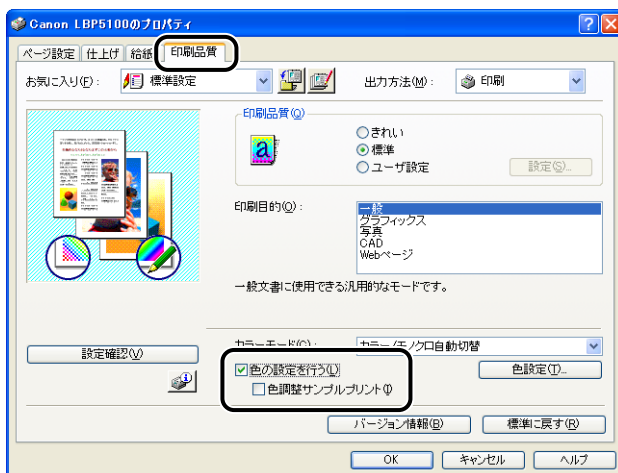 Canon LBP5100のプロパティ
ページ設定 仕上げ 給紙 印刷品質
お気に入り(F): 標準設定 出力方法(M): 印刷
印刷品質(Q)
きれい
標準
ユーザ設定 設定(S)...
印刷目的(O): 一般
グラフィックス
写真
CAD
Webページ
一般文書に使用できる汎用的なモードです。
カラーモード(C): カラー/モノクロ自動切替
設定確認(V)
色の設定を行う(L) 色設定(T)...
色調整サンプルプリント(I)
バージョン情報(B) 標準に戻す(R)
OK キャンセル ヘルプ